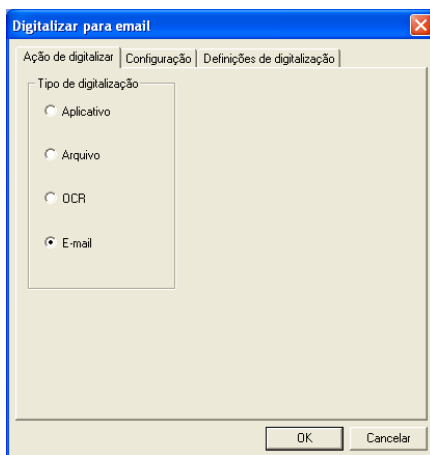 Digitalizar para email
Ação de digitalizar Configuração Definições de digitalização
Tipo de digitalização
Aplicativo
Arquivo
OCR
E-mail
OK Cancelar